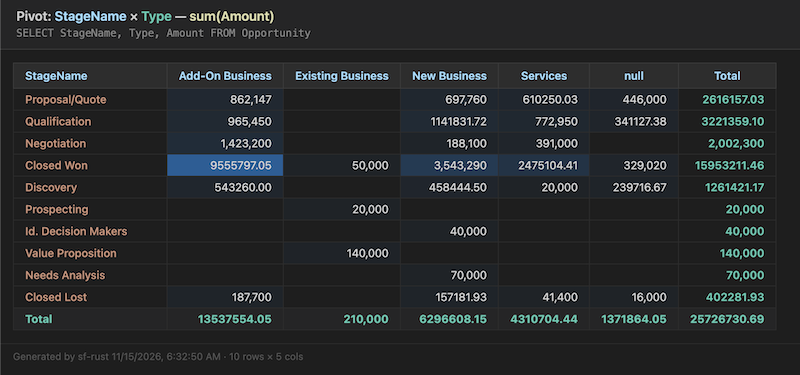 Pivot: StageName × Type — sum(Amount)
SELECT StageName, Type, Amount FROM Opportunity
StageName Add-On Business Existing Business New Business Services null Total
Proposal/Quote 862,147 697,760 610250.03 446,000 2616157.03
Qualification 965,450 1141831.72 772,950 341127.38 3221359.10
Negotiation 1,423,200 188,100 391,000 2,002,300
Closed Won 9555797.05 50,000 3,543,290 2475104.41 329,020 15953211.46
Discovery 543260.00 458444.50 20,000 239716.67 1261421.17
Prospecting 20,000 20,000
Id. Decision Makers 40,000 40,000
Value Proposition 140,000 140,000
Needs Analysis 70,000 70,000
Closed Lost 187,700 157181.93 41,400 16,000 402281.93
Total 13537554.05 210,000 6296608.15 4310704.44 1371864.05 25726730.69
Generated by sf-rust 11/15/2026, 6:32:50 AM · 10 rows × 5 cols